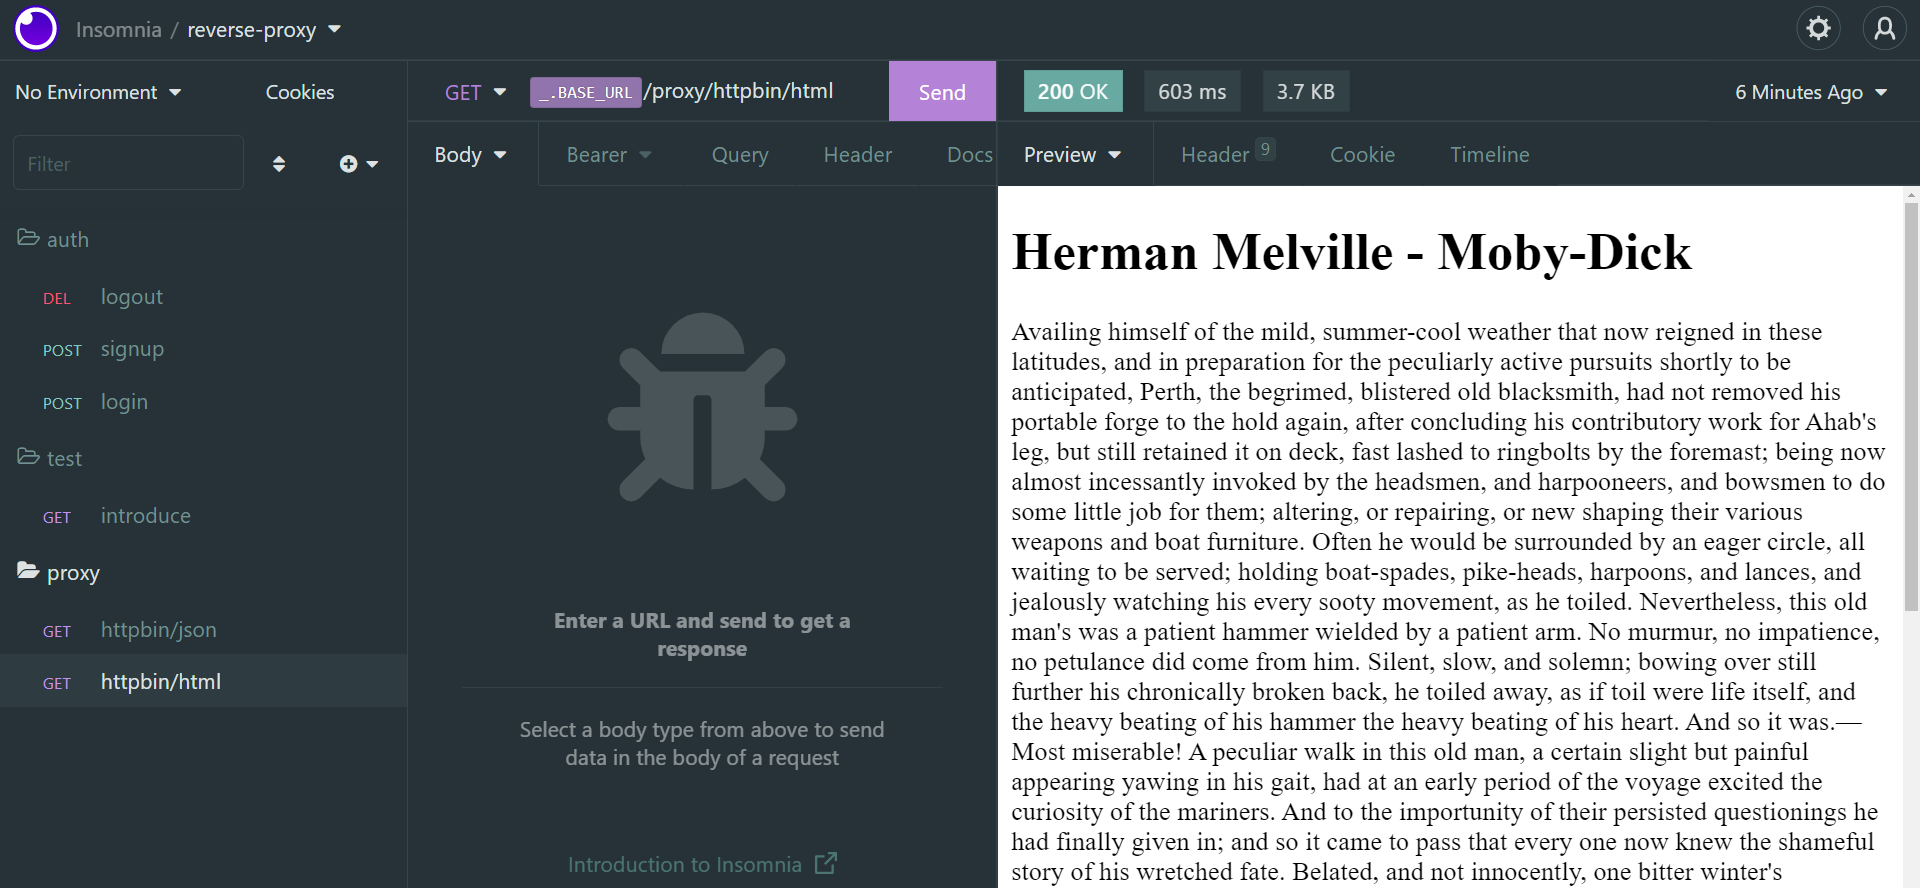 Insomnia / reverse-proxy
No Environment
Cookies
Filter
auth
DEL logout
POST signup
POST login
test
GET introduce
proxy
GET httpbin/json
GET httpbin/html
GET _.BASE_URL /proxy/httpbin/html
Send
Body
Bearer
Query
Header
Docs
Enter a URL and send to get a
response
Select a body type from above to send
data in the body of a request
Introduction to Insomnia
200 OK
603 ms
3.7 KB
6 Minutes Ago
Preview
Header 9
Cookie
Timeline
Herman Melville - Moby-Dick
Availing himself of the mild, summer-cool weather that now reigned in these
latitudes, and in preparation for the peculiarly active pursuits shortly to be
anticipated, Perth, the begrimed, blistered old blacksmith, had not removed his
portable forge to the hold again, after concluding his contributory work for Ahab's
leg, but still retained it on deck, fast lashed to ringbolts by the foremast; being now
almost incessantly invoked by the headsmen, and harpooneers, and bowsmen to do
some little job for them; altering, or repairing, or new shaping their various
weapons and boat furniture. Often he would be surrounded by an eager circle, all
waiting to be served; holding boat-spades, pike-heads, harpoons, and lances, and
jealously watching his every sooty movement, as he toiled. Nevertheless, this old
man's was a patient hammer wielded by a patient arm. No murmur, no impatience,
no petulance did come from him. Silent, slow, and solemn; bowing over still
further his chronically broken back, he toiled away, as if toil were life itself, and
the heavy beating of his hammer the heavy beating of his heart. And so it was.—
Most miserable! A peculiar walk in this old man, a certain slight but painful
appearing yawing in his gait, had at an early period of the voyage excited the
curiosity of the mariners. And to the importunity of their persisted questionings he
had finally given in; and so it came to pass that every one now knew the shameful
story of his wretched fate. Belated, and not innocently, one bitter winter's